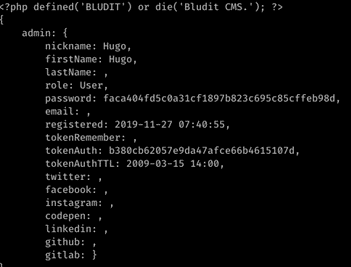 <?php defined('BLUDIT') or die('Bludit CMS.'); ?>
{
admin: {
nickname: Hugo,
firstName: Hugo,
lastName: ,
role: User,
password: faca404fd5c0a31cf1897b823c695c85cffeb98d,
email: ,
registered: 2019-11-27 07:40:55,
tokenRemember: ,
tokenAuth: b380cb62057e9da47afce66b4615107d,
tokenAuthTTL: 2009-03-15 14:00,
twitter: ,
facebook: ,
instagram: ,
codepen: ,
linkedin: ,
github: ,
gitlab: }